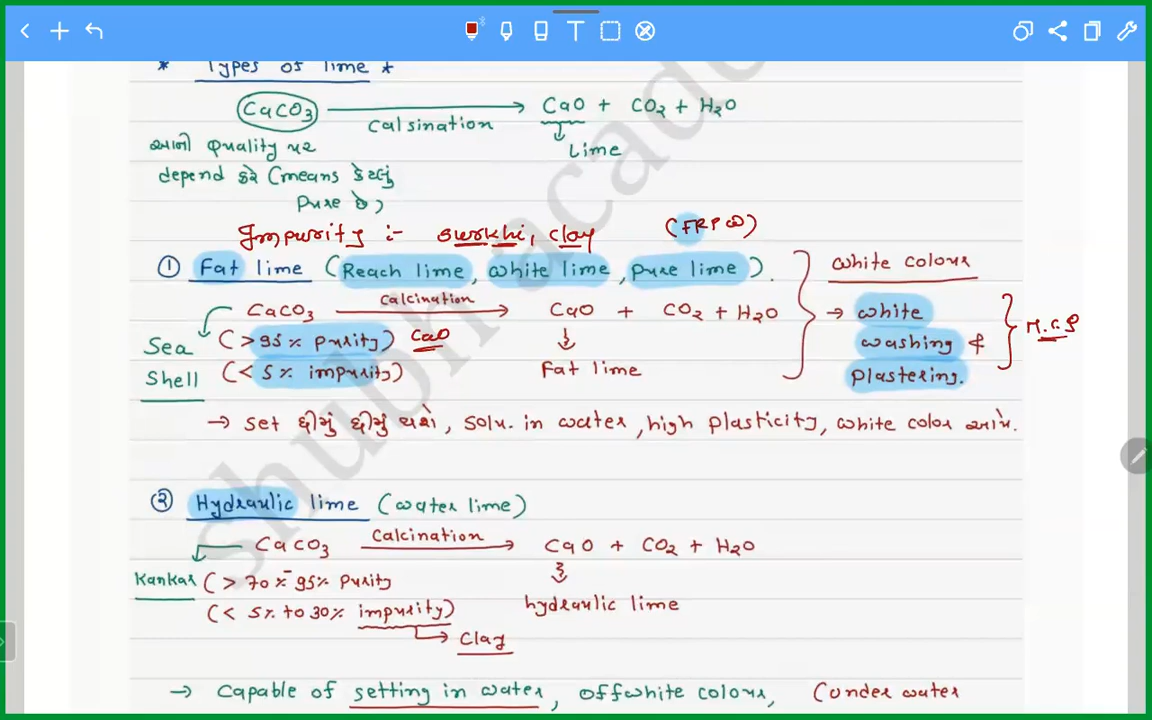 * Types of lime *
CaCO3 → CaO + CO2 + H2O
Calsination
Lime
આની quality પર
depend કરે (means કેટલું
Pure છે)
Impurity :- surkhi, clay (FRPW)
① Fat lime (Reach lime, white lime, pure lime). white colour
CaCO3 calcination → CaO + CO2 + H2O → white
(>95% purity) CaO washing & M.C.Q
Sea
Shell (<5% impurity) Fat lime plastering.
→ Set ધીમું ધીમું થશે, Solu. in water, high plasticity, white color આપે.
② Hydraulic lime (water lime)
CaCO3 Calcination → CaO + CO2 + H2O
Kankar (> 70%-95% Purity
(< 5% to 30% impurity) hydraulic lime
→ Clay
→ Capable of setting in water, offwhite colour, (under water
shubh academ